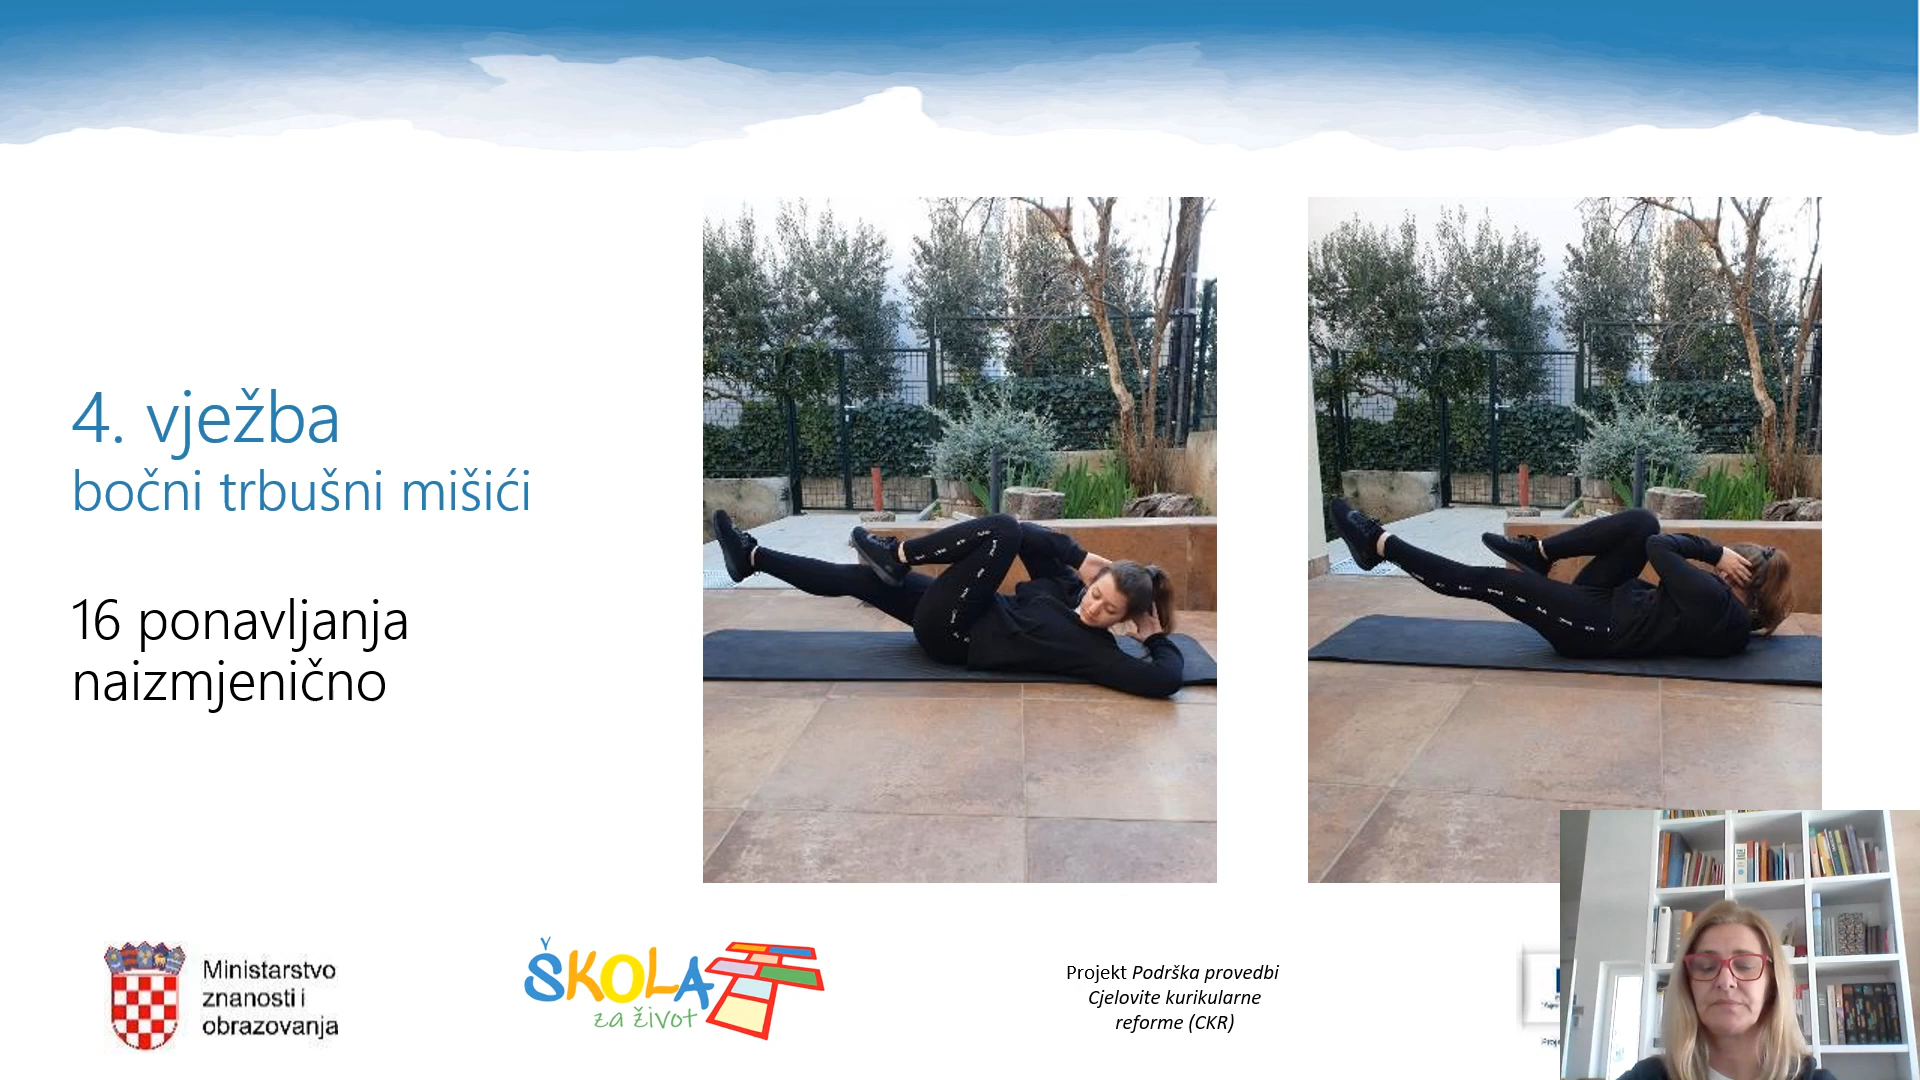 4. vježba
bočni trbušni mišići
16 ponavljanja
naizmjenično
Ministarstvo
znanosti i
obrazovanja
ŠKOLA
za život
Projekt Podrška provedbi
Cjelovite kurikularne
reforme (CKR)